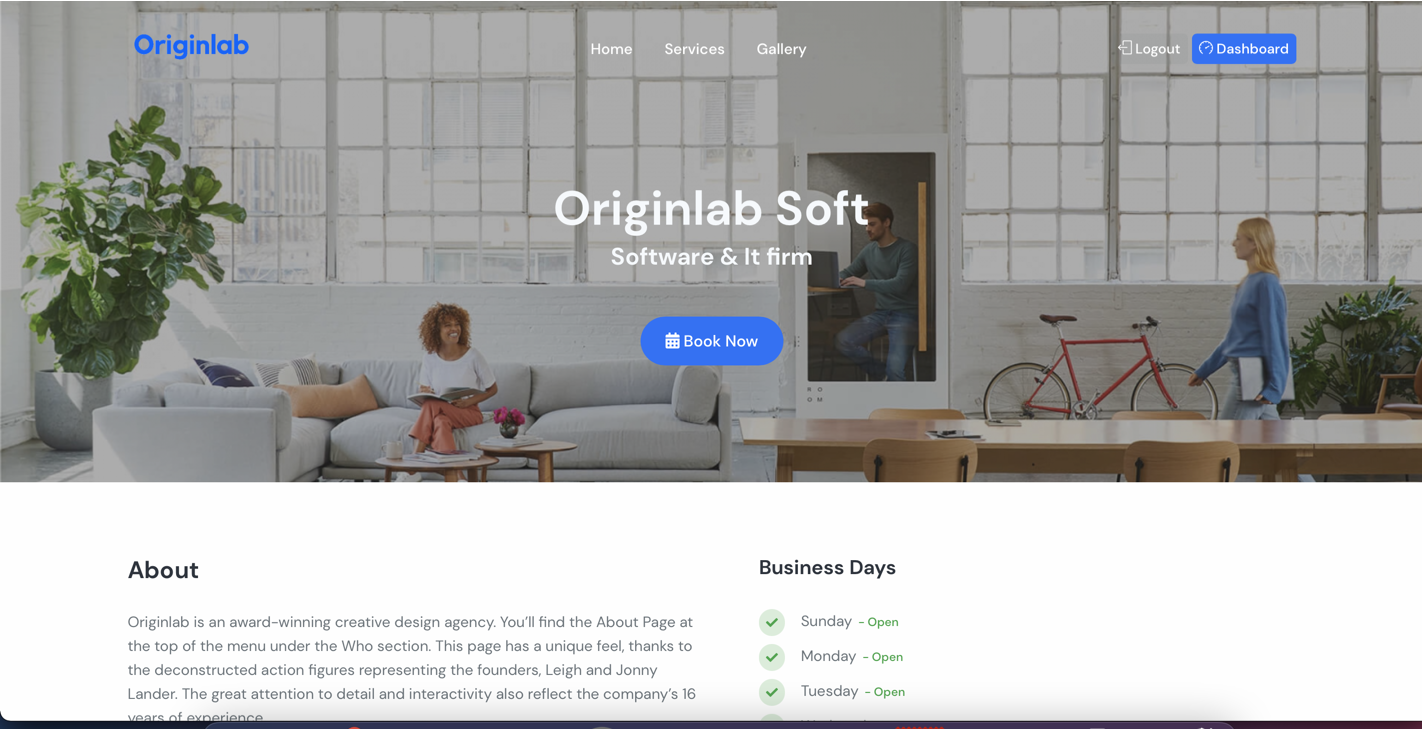 Originlab
Home Services Gallery
Logout Dashboard
Originlab Soft
Software & It firm
Book Now
RO
OM
About
Originlab is an award-winning creative design agency. You’ll find the About Page at
the top of the menu under the Who section. This page has a unique feel, thanks to
the deconstructed action figures representing the founders, Leigh and Jonny
Lander. The great attention to detail and interactivity also reflect the company’s 16
years of experience
Business Days
Sunday - Open
Monday - Open
Tuesday - Open